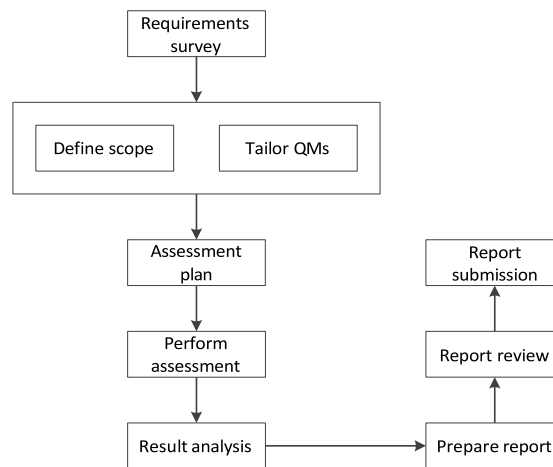 Requirements
survey
Define scope
Tailor QMs
Assessment
plan
Perform
assessment
Result analysis
Prepare report
Report review
Report
submission